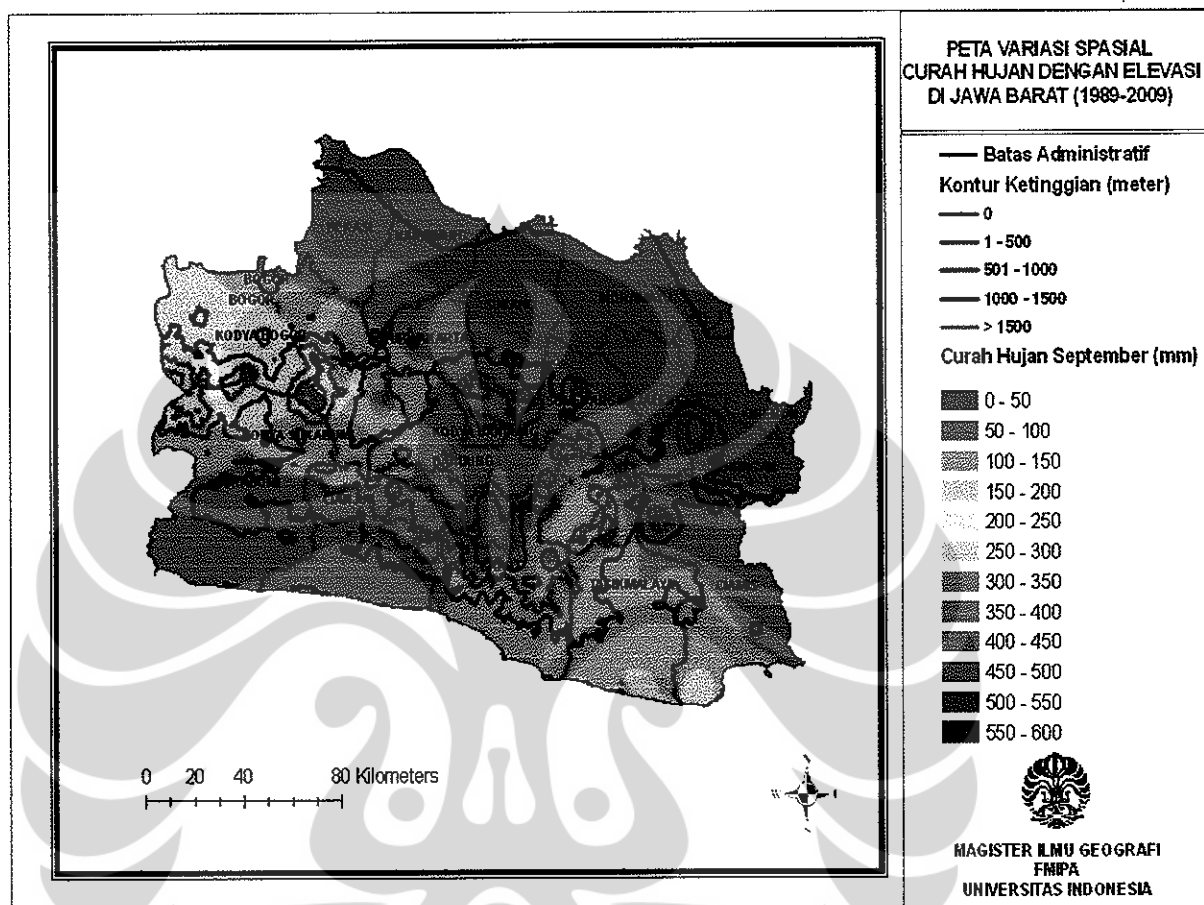 PETA VARIASI SPASIAL
CURAH HUJAN DENGAN ELEVASI
DI JAWA BARAT (1989-2009)
Batas Administratif
Kontur Ketinggian (meter)
0
1 - 500
501 - 1000
1000 - 1500
> 1500
Curah Hujan September (mm)
0 - 50
50 - 100
100 - 150
150 - 200
200 - 250
250 - 300
300 - 350
350 - 400
400 - 450
450 - 500
500 - 550
550 - 600
MAGISTER ILMU GEOGRAFI
FMIPA
UNIVERSITAS INDONESIA
BOGOR
KODYA BOGOR
0 20 40 80 Kilometers
W